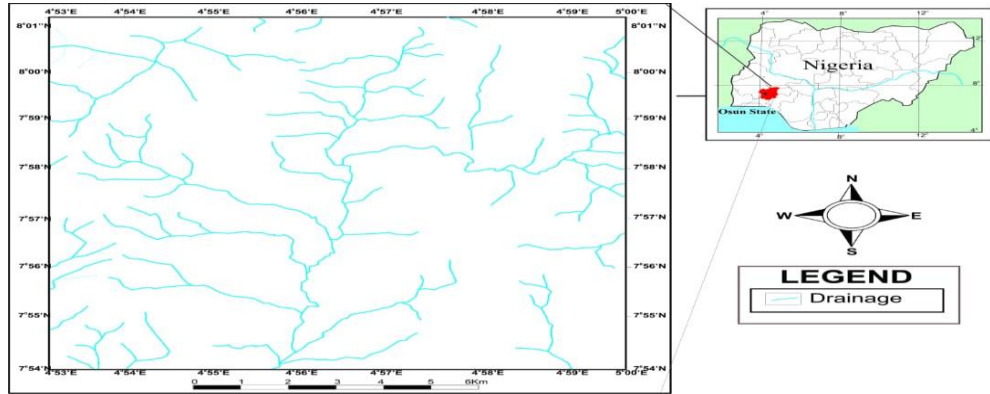 4°53'E 4°54'E 4°55'E 4°56'E 4°57'E 4°58'E 4°59'E 5°00'E
8°01'N 8°01'N
8°00'N 8°00'N
7°59'N 7°59'N
7°58'N 7°58'N
7°57'N 7°57'N
7°56'N 7°56'N
7°55'N 7°55'N
7°54'N 7°54'N
4°53'E 4°54'E 4°55'E 4°56'E 4°58'E 4°59'E 5°00'E
0 1 2 3 4 5 6Km
4° 8° 12°
12° 12°
Nigeria
8° 8°
Osun State
4° 4°
4° 8° 12°
N
W E
S
LEGEND
Drainage